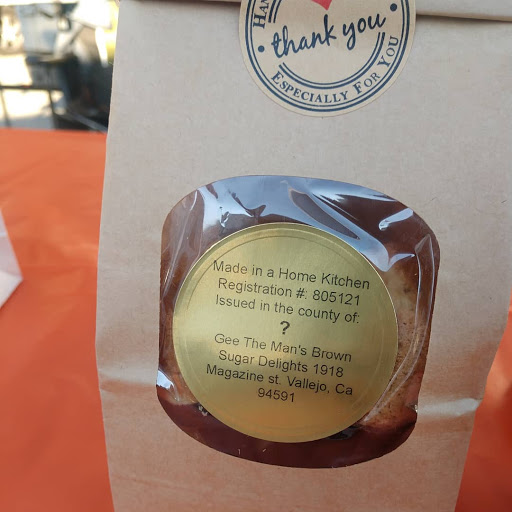 HAN
thank you
ESPECIALLY FOR YOU
Made in a Home Kitchen
Registration #: 805121
Issued in the county of:
?
Gee The Man's Brown
Sugar Delights 1918
Magazine st. Vallejo, Ca
94591